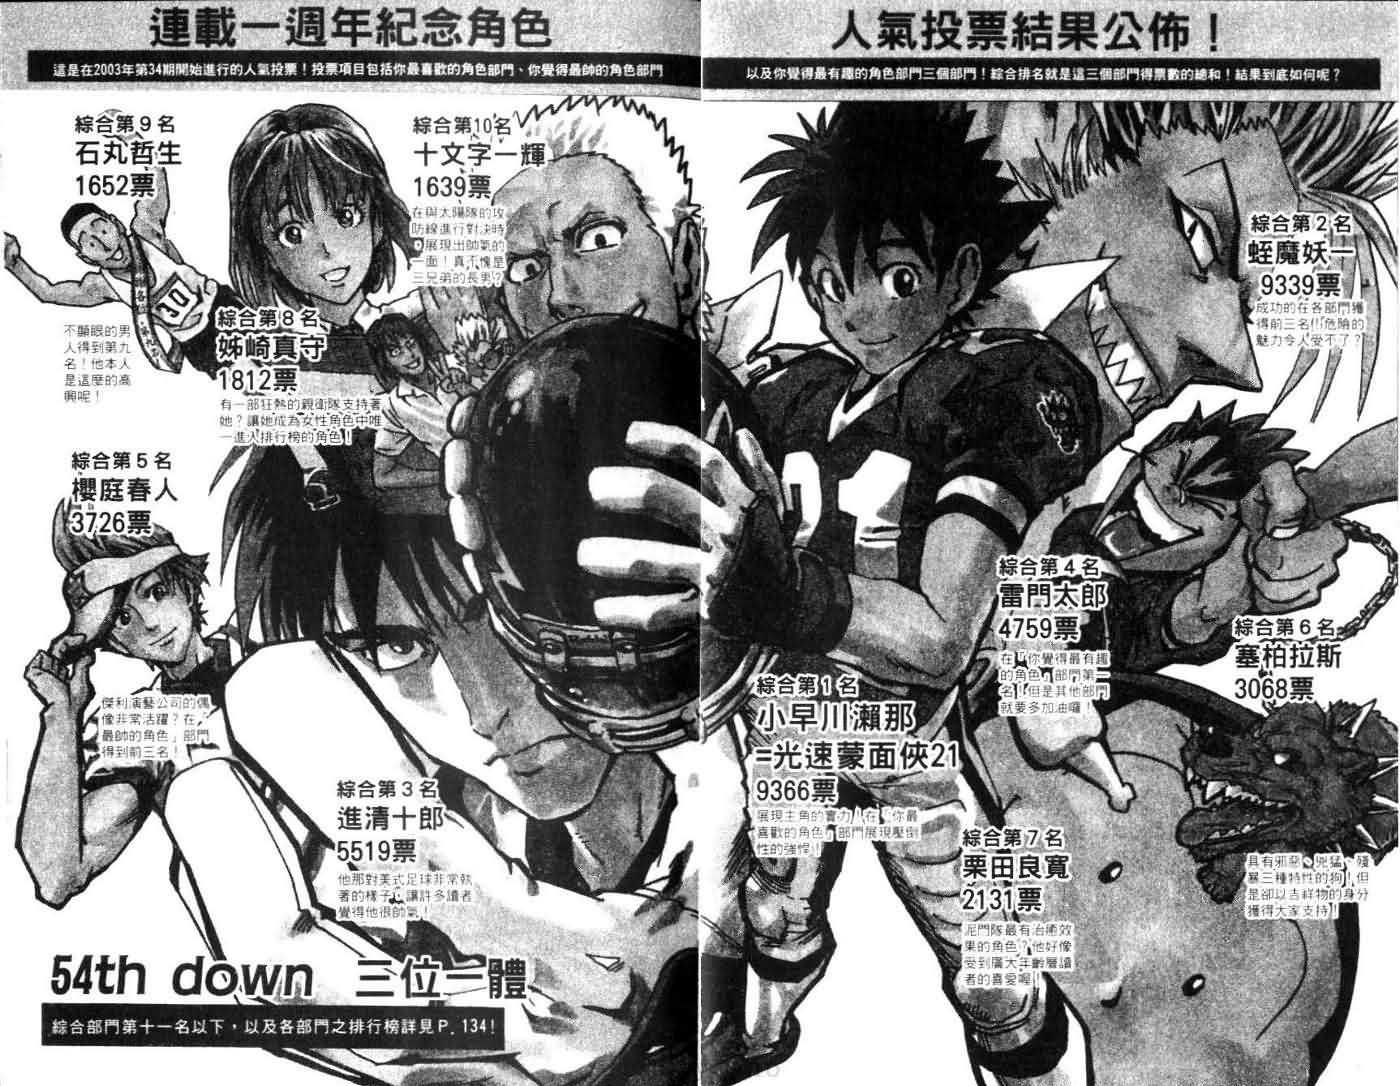 連載一週年紀念角色 人氣投票結果公佈！
這是在2003年第34期開始進行的人氣投票！投票項目包括你最喜歡的角色部門、你覺得最帥的角色部門
以及你覺得最有趣的角色部門三個部門！綜合排名就是這三個部門得票數的總和！結果到底如何呢？
綜合第９名
石丸哲生
1652票
不顯眼的男
人得到第九
名！他本人
是這麼的高
興呢！
綜合第10名
十文字一輝
1639票
在與太陽隊的攻
防線進行對決時
，展現出帥氣的
一面！真不愧是
三兄弟的長男？
綜合第８名
姊崎真守
1812票
有一部狂熱的親衛隊支持著
她？讓她成為女性角色中唯
一進入排行榜的角色！
綜合第５名
櫻庭春人
3726票
傑利演藝公司的偶
像非常活躍？在「
最帥的角色」部門
得到前三名！
綜合第３名
進清十郎
5519票
他那對美式足球非常執
著的樣子，讓許多讀者
覺得他很帥氣！
綜合第２名
蛭魔妖一
9339票
成功的在各部門獲
得前三名！危險的
魅力令人受不了？
綜合第４名
雷門太郎
4759票
在「你覺得最有趣
的角色」部門第一
名！但是其他部門
就要多加油囉！
綜合第６名
塞柏拉斯
3068票
具有邪惡、兇猛、殘
暴三種特性的狗！但
是卻以吉祥物的身分
獲得大家支持！
綜合第１名
小早川瀨那
=光速蒙面俠21
9366票
展現主角的實力！在「你最
喜歡的角色」部門展現壓倒
性的強悍！
綜合第７名
栗田良寬
2131票
泥門隊最有治癒效
果的角色？他好像
受到廣大年齡層讀
者的喜愛喔！
54th down 三位一體
綜合部門第十一名以下，以及各部門之排行榜詳見P.134！
30
21